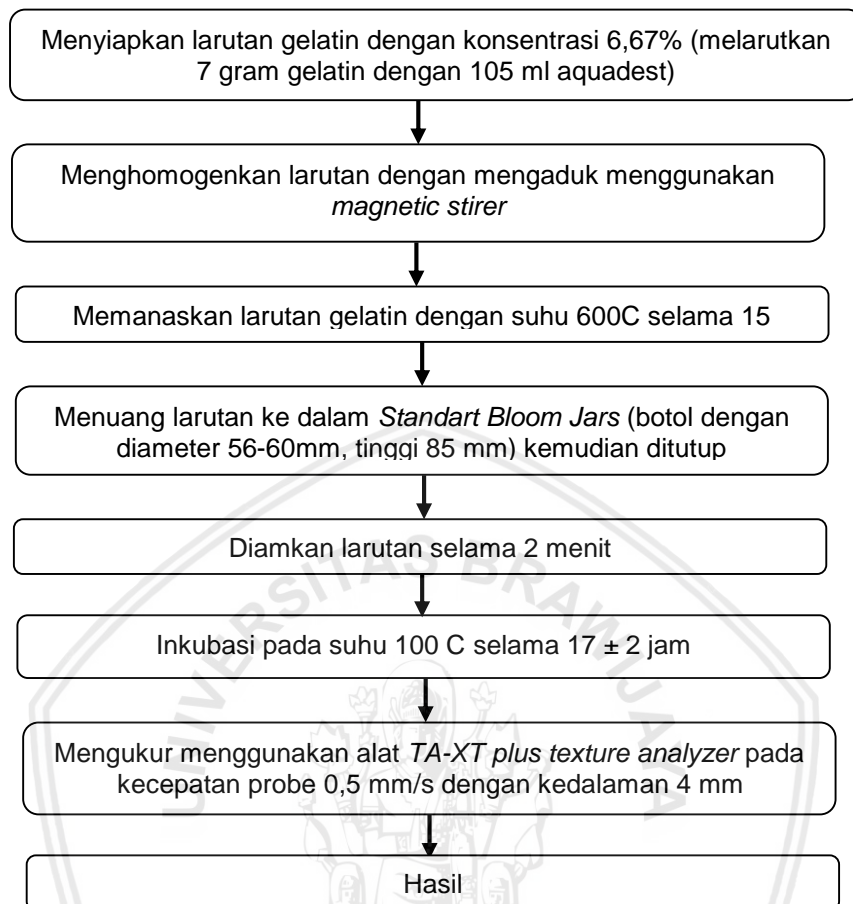 Menyiapkan larutan gelatin dengan konsentrasi 6,67% (melarutkan
7 gram gelatin dengan 105 ml aquadest)
Menghomogenkan larutan dengan mengaduk menggunakan
magnetic stirer
Memanaskan larutan gelatin dengan suhu 600C selama 15
Menuang larutan ke dalam Standart Bloom Jars (botol dengan
diameter 56-60mm, tinggi 85 mm) kemudian ditutup
Diamkan larutan selama 2 menit
Inkubasi pada suhu 100 C selama 17 ± 2 jam
Mengukur menggunakan alat TA-XT plus texture analyzer pada
kecepatan probe 0,5 mm/s dengan kedalaman 4 mm
Hasil
UNIVERSITAS BRAWIJAYA